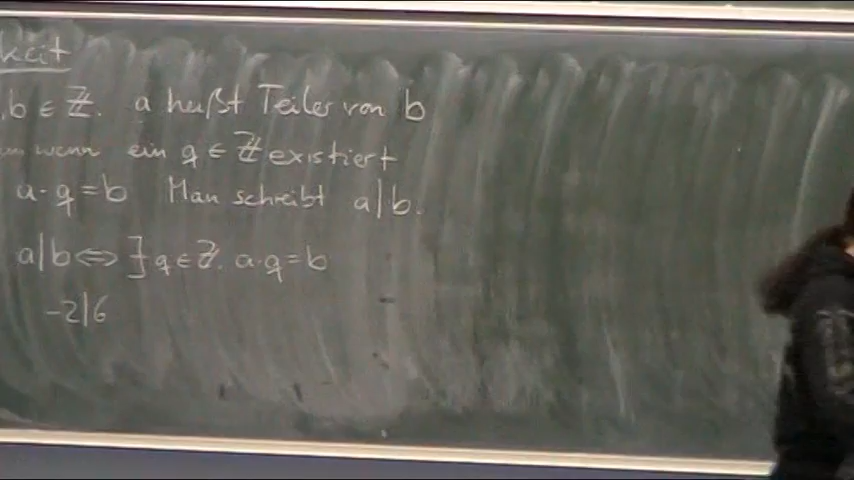 keit
,b ∈ ℤ. a heißt Teiler von b
wenn ein q ∈ ℤ existiert
a·q=b Man schreibt a|b.
a|b ⇔ ∃ q ∈ ℤ. a·q=b
-2|6